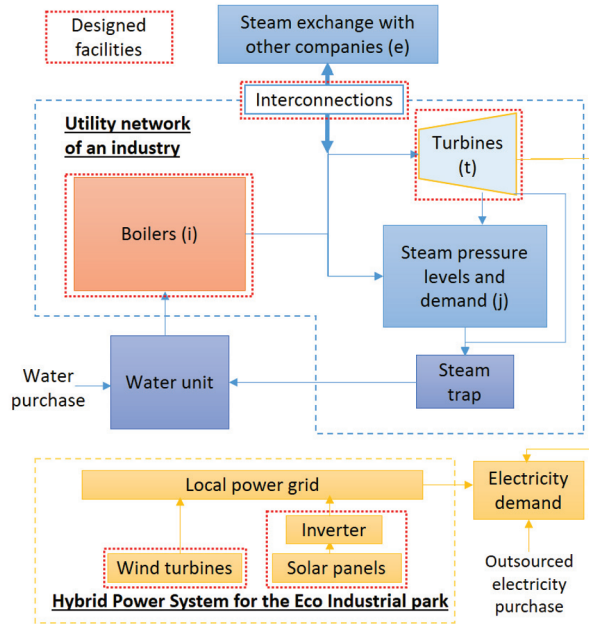 Designed
facilities
Steam exchange with
other companies (e)
Interconnections
Utility network
of an industry
Turbines
(t)
Boilers (i)
Steam pressure
levels and
demand (j)
Water
purchase
Water unit
Steam
trap
Local power grid
Electricity
demand
Inverter
Wind turbines
Solar panels
Outsourced
electricity
purchase
Hybrid Power System for the Eco Industrial park